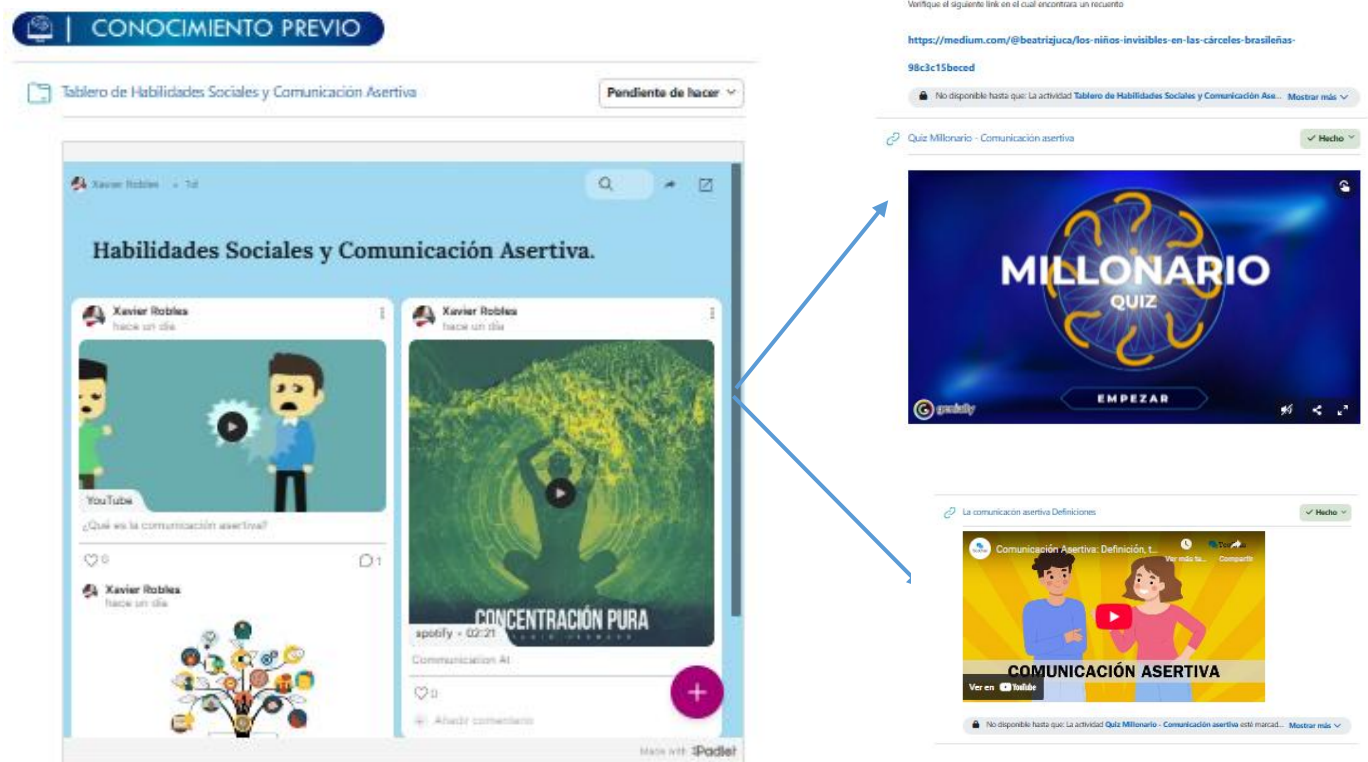 CONOCIMIENTO PREVIO
Tablero de Habilidades Sociales y Comunicación Asertiva
Pendiente de hacer
Xavier Robles • 1d
Habilidades Sociales y Comunicación Asertiva.
Xavier Robles
hace un día
YouTube
¿Qué es la comunicación asertiva?
0
1
Xavier Robles
hace un día
Xavier Robles
hace un día
CONCENTRACIÓN PURA
spotify • 02:21
Communication AI
0
Añadir comentario
Made with Padlet
Verifique el siguiente link en el cual encontrara un recuento
https://medium.com/@beatrizjuca/los-niños-invisibles-en-las-cárceles-brasileñas-
98c3c15beced
No disponible hasta que: La actividad Tablero de Habilidades Sociales y Comunicación Ase... Mostrar más
Quiz Millonario - Comunicación asertiva
Hecho
MILLONARIO
QUIZ
EMPEZAR
genially
La comunicacón asertiva Definiciones
Hecho
Comunicación Asertiva: Definición, t...
Ver más ta...
Compartir
COMUNICACIÓN ASERTIVA
Ver en YouTube
No disponible hasta que: La actividad Quiz Millonario - Comunicación asertiva esté marcad... Mostrar más